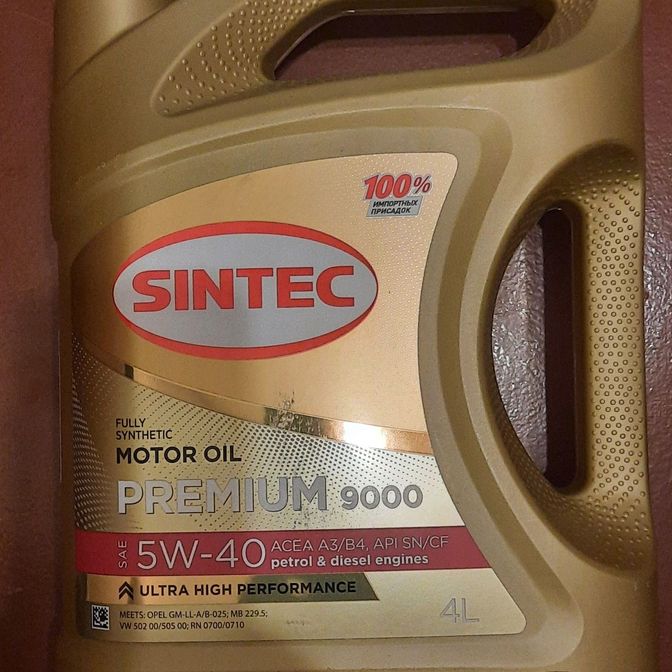 100%
ИМПОРТНЫХ
ПРИСАДОК
SINTEC
FULLY
SYNTHETIC
MOTOR OIL
PREMIUM 9000
SAE 5W-40 ACEA A3/B4, API SN/CF
petrol & diesel engines
ULTRA HIGH PERFORMANCE
MEETS: OPEL GM-LL-A/B-025; MB 229.5;
VW 502 00/505 00; RN 0700/0710
4L